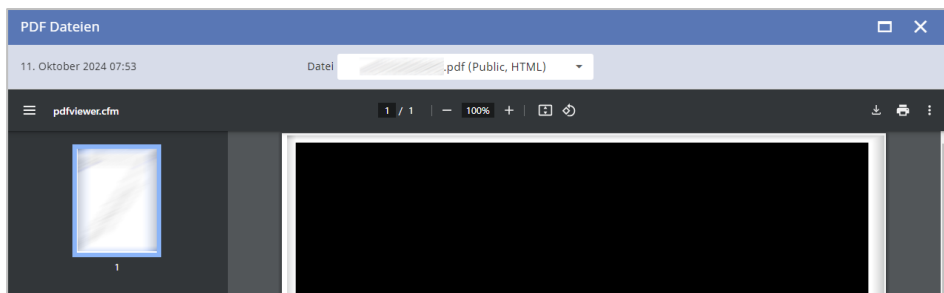 PDF Dateien
11. Oktober 2024 07:53 Datei .pdf (Public, HTML)
pdfviewer.cfm 1 / 1 100%
1